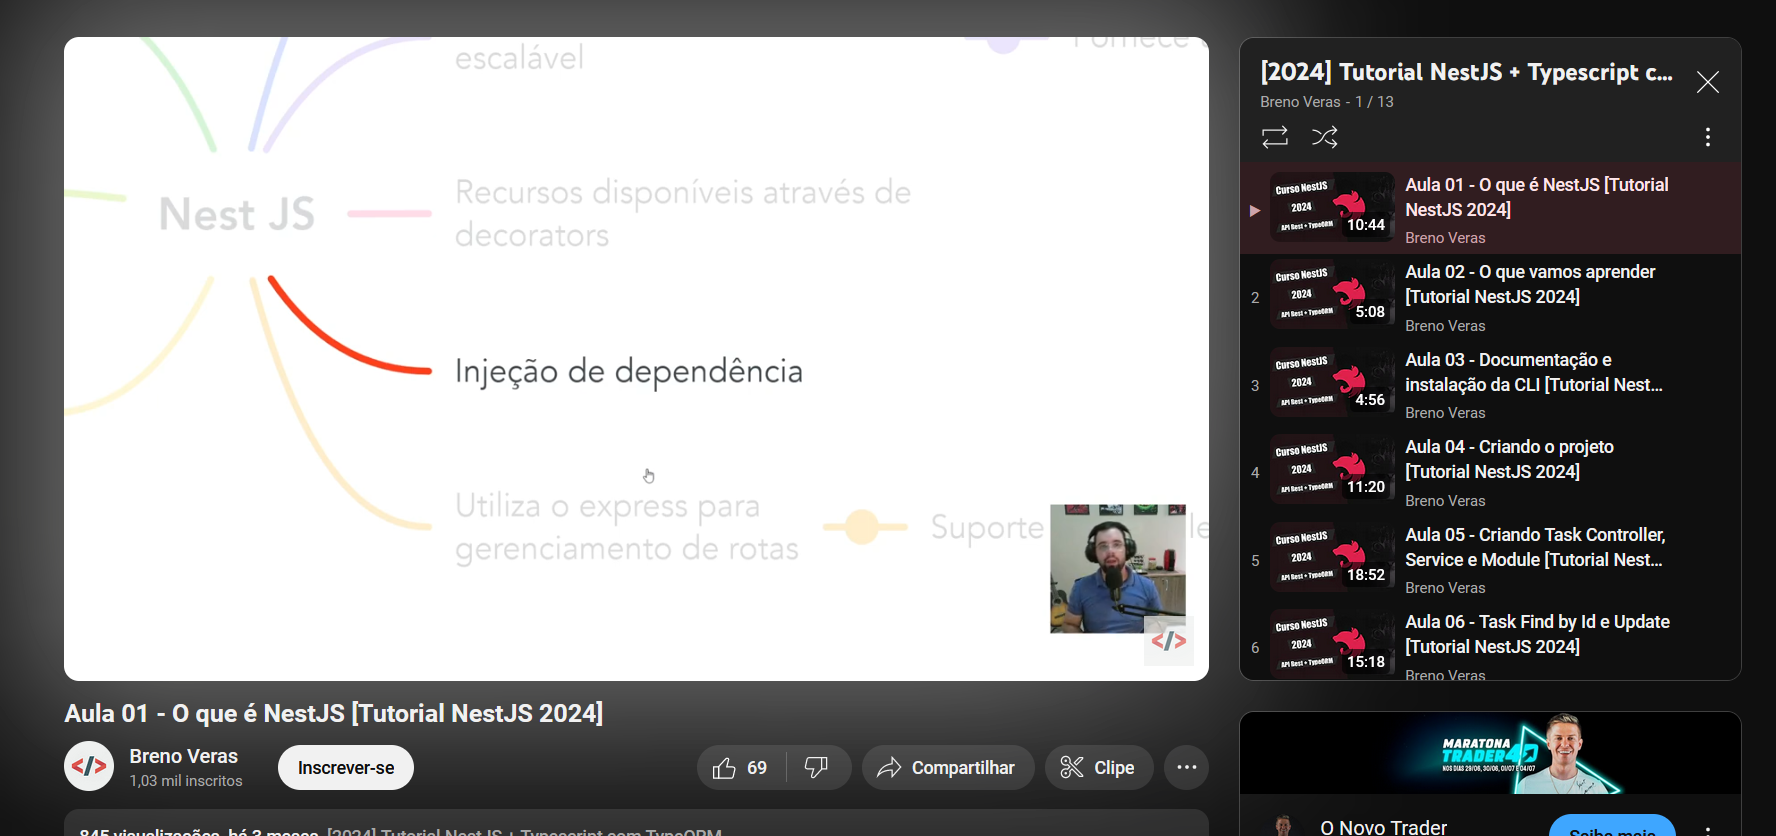 escalável
Fornece
Nest JS
Recursos disponíveis através de
decorators
Injeção de dependência
Utiliza o express para
gerenciamento de rotas
Suporte
le
</>
Aula 01 - O que é NestJS [Tutorial NestJS 2024]
</>
Breno Veras
1,03 mil inscritos
Inscrever-se
69
Compartilhar
Clipe
845 visualizações há 3 meses [2024] Tutorial NestJS + Typescript com TypeORM
[2024] Tutorial NestJS + Typescript c...
Breno Veras - 1 / 13
Curso NestJS
2024
API Rest + TypeORM
10:44
Aula 01 - O que é NestJS [Tutorial
NestJS 2024]
Breno Veras
2
Curso NestJS
2024
API Rest + TypeORM
5:08
Aula 02 - O que vamos aprender
[Tutorial NestJS 2024]
Breno Veras
3
Curso NestJS
2024
API Rest + TypeORM
4:56
Aula 03 - Documentação e
instalação da CLI [Tutorial Nest...
Breno Veras
4
Curso NestJS
2024
API Rest + TypeORM
11:20
Aula 04 - Criando o projeto
[Tutorial NestJS 2024]
Breno Veras
5
Curso NestJS
2024
API Rest + TypeORM
18:52
Aula 05 - Criando Task Controller,
Service e Module [Tutorial Nest...
Breno Veras
6
Curso NestJS
2024
API Rest + TypeORM
15:18
Aula 06 - Task Find by Id e Update
[Tutorial NestJS 2024]
Breno Veras
MARATONA
TRADER 4D
NOS DIAS 29/06, 30/06, 01/07 E 04/07
O Novo Trader
Saiba mais